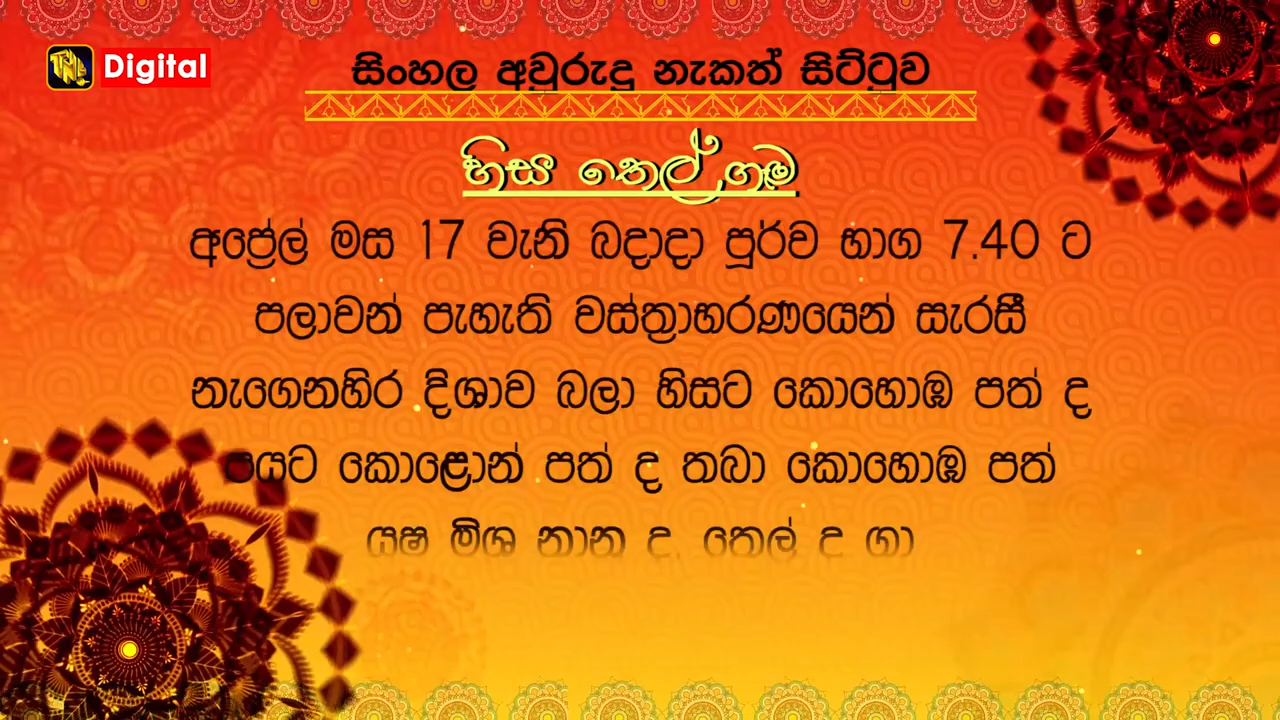 TNL Digital
සිංහල අවුරුදු නැකත් සිට්ටුව
හිස තෙල් ගෑම
අප්‍රේල් මස 17 වැනි බදාදා පූර්ව භාග 7.40 ට
පලාවන් පැහැති වස්ත්‍රාභරණයෙන් සැරසී
නැගෙනහිර දිශාව බලා හිසට කොහොඹ පත් ද
පයට කොළොන් පත් ද තබා කොහොඹ පත්
යුෂ මිශ්‍ර නානු ද, තෙල් ද ගා